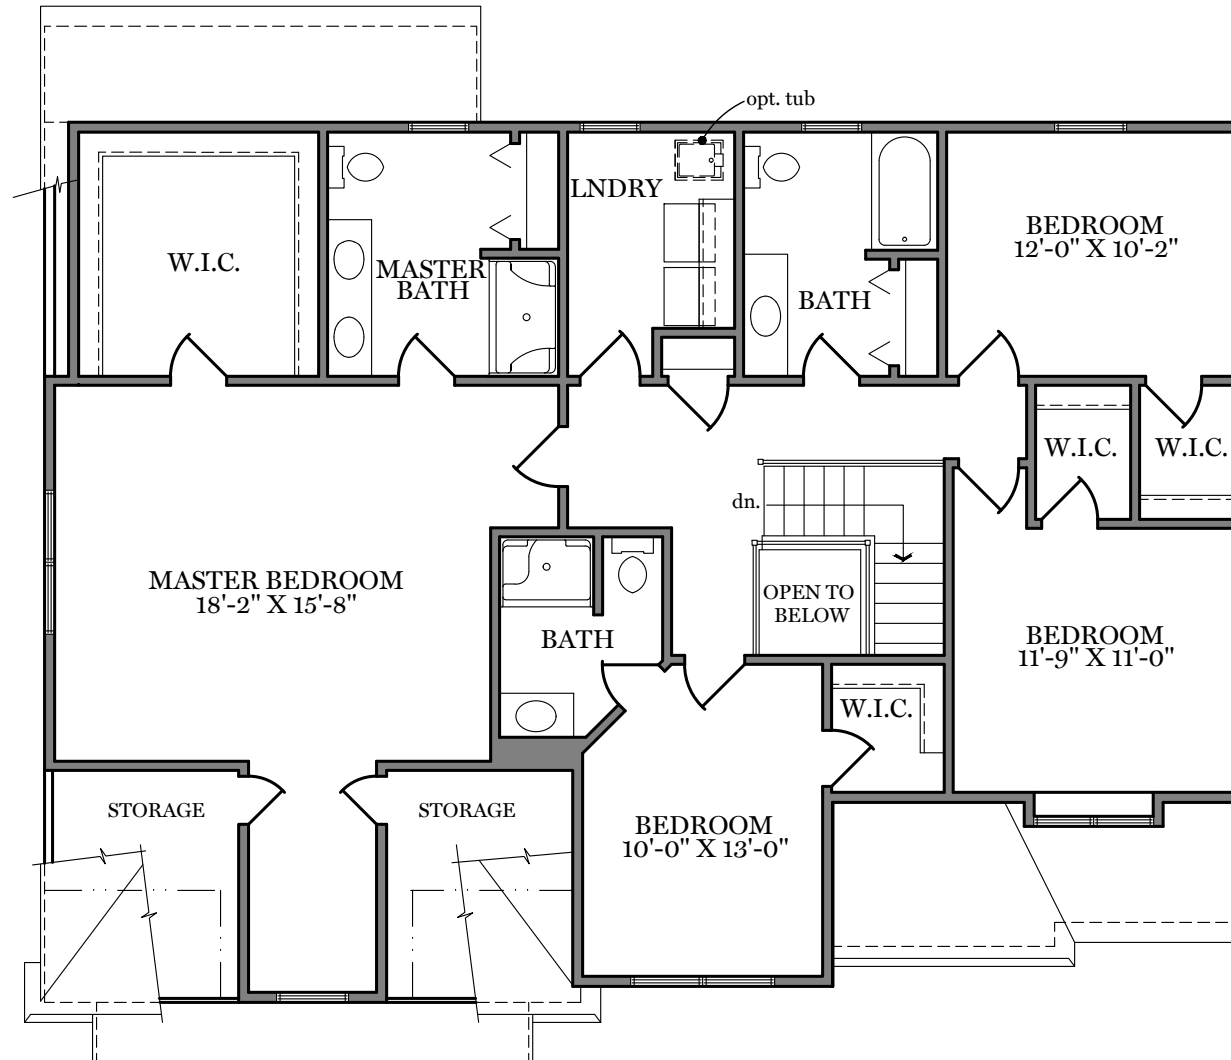 opt. tub
LNDRY
BEDROOM
12'-0" X 10'-2"
W.I.C.
MASTER
BATH
BATH
W.I.C.
W.I.C.
dn.
MASTER BEDROOM
18'-2" X 15'-8"
OPEN TO
BELOW
BATH
BEDROOM
11'-9" X 11'-0"
W.I.C.
STORAGE
STORAGE
BEDROOM
10'-0" X 13'-0"